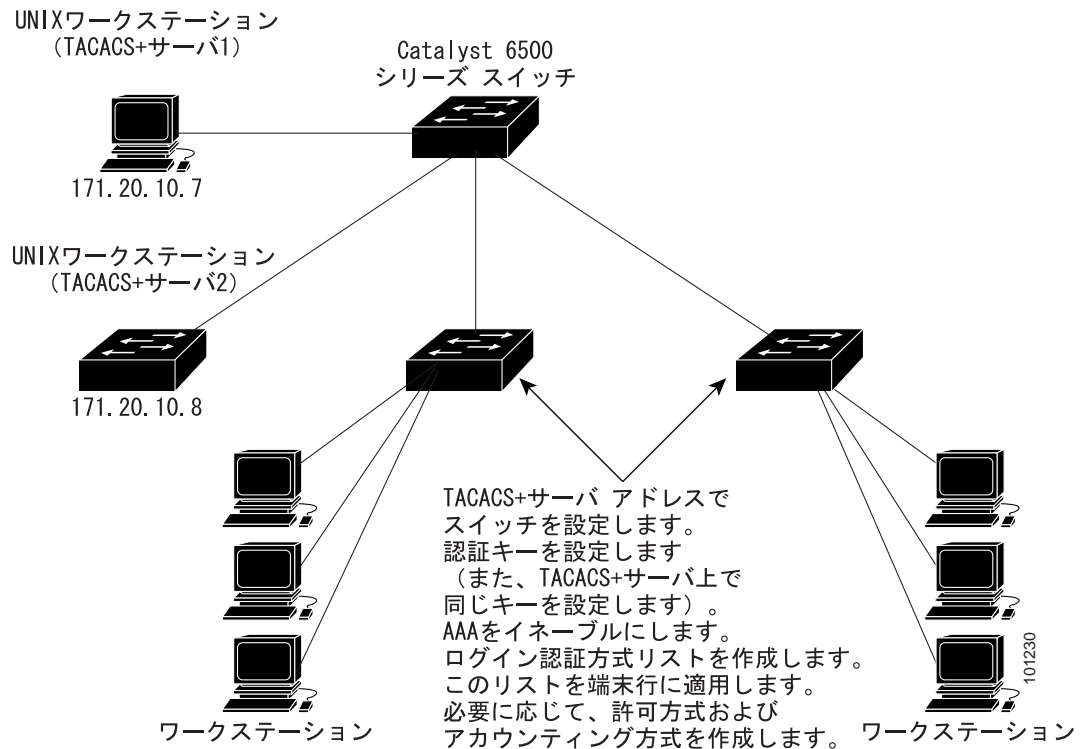 UNIXワークステーション
(TACACS+サーバ1)
Catalyst 6500
シリーズ スイッチ
171.20.10.7
UNIXワークステーション
(TACACS+サーバ2)
171.20.10.8
TACACS+サーバ アドレスで
スイッチを設定します。
認証キーを設定します
(また、TACACS+サーバ上で
同じキーを設定します)。
AAAをイネーブルにします。
ログイン認証方式リストを作成します。
このリストを端末行に適用します。
必要に応じて、許可方式および
アカウンティング方式を作成します。
ワークステーション
ワークステーション
101230